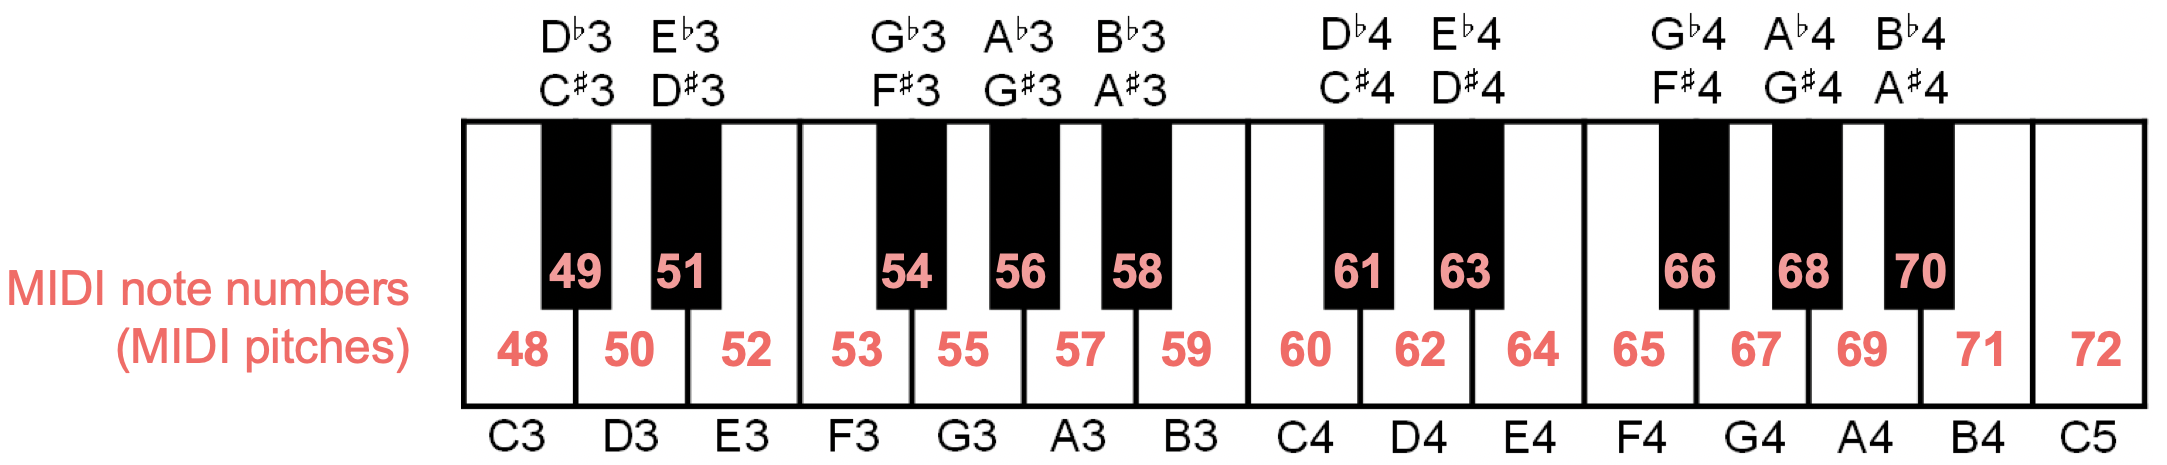 D♭3 E♭3 G♭3 A♭3 B♭3 D♭4 E♭4 G♭4 A♭4 B♭4
C♯3 D♯3 F♯3 G♯3 A♯3 C♯4 D♯4 F♯4 G♯4 A♯4
49 51 54 56 58 61 63 66 68 70
MIDI note numbers
(MIDI pitches)
48 50 52 53 55 57 59 60 62 64 65 67 69 71 72
C3 D3 E3 F3 G3 A3 B3 C4 D4 E4 F4 G4 A4 B4 C5